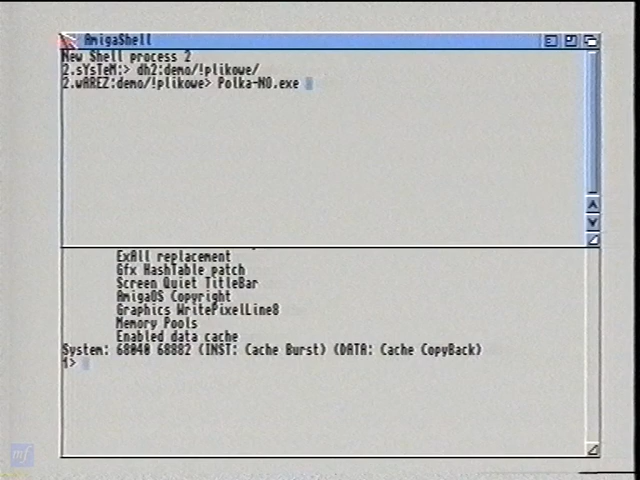 AmigaShell
New Shell process 2
2.sYsTeM:> dh2:demo/!plikowe/
2.wAREZ:demo/!plikowe> Polka-NO.exe
ExAll replacement
Gfx HashTable patch
Screen Quiet TitleBar
AmigaOS Copyright
Graphics WritePixelLine8
Memory Pools
Enabled data cache
System: 68040 68882 (INST: Cache Burst) (DATA: Cache CopyBack)
1>
mf